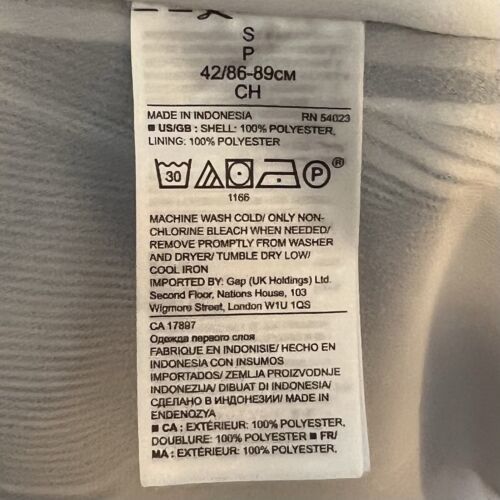 S
P
42/86-89см
CH
MADE IN INDONESIA RN 54023
■ US/GB : SHELL: 100% POLYESTER,
LINING: 100% POLYESTER
30 P ®
1166
MACHINE WASH COLD/ ONLY NON-
CHLORINE BLEACH WHEN NEEDED/
REMOVE PROMPTLY FROM WASHER
AND DRYER/ TUMBLE DRY LOW/
COOL IRON
IMPORTED BY: Gap (UK Holdings) Ltd.
Second Floor, Nations House, 103
Wigmore Street, London W1U 1QS
CA 17897
Одежда первого слоя
FABRIQUE EN INDONISIE/ HECHO EN
INDONESIA CON INSUMOS
IMPORTADOS/ ZEMLJA PROIZVODNJE
INDONEZIJA/ DIBUAT DI INDONESIA/
СДЕЛАНО В ИНДОНЕЗИИ/ MADE IN
ENDENOZYA
■ CA : EXTÉRIEUR: 100% POLYESTER,
DOUBLURE: 100% POLYESTER ■ FR/
MA : EXTÉRIEUR: 100% POLYESTER,